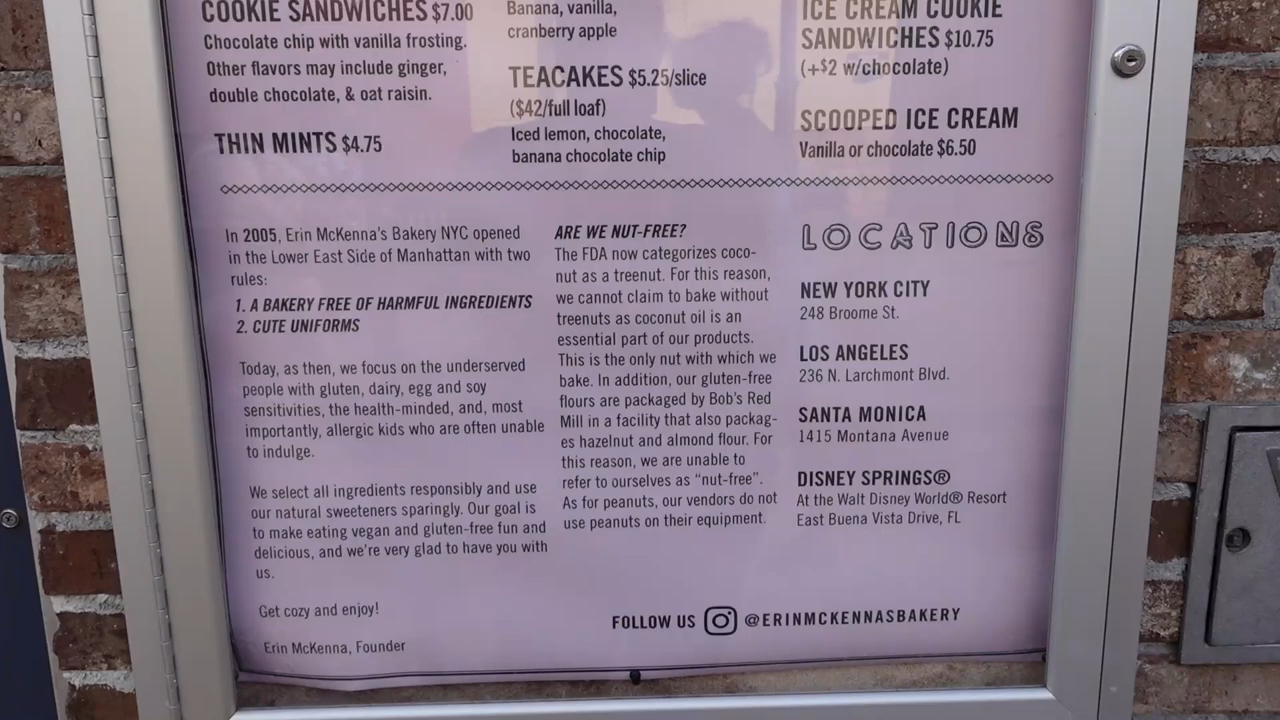 COOKIE SANDWICHES $7.00
Chocolate chip with vanilla frosting.
Other flavors may include ginger,
double chocolate, & oat raisin.
THIN MINTS $4.75
Banana, vanilla,
cranberry apple
TEACAKES $5.25/slice
($42/full loaf)
Iced lemon, chocolate,
banana chocolate chip
ICE CREAM COOKIE
SANDWICHES $10.75
(+$2 w/chocolate)
SCOOPED ICE CREAM
Vanilla or chocolate $6.50
In 2005, Erin McKenna's Bakery NYC opened
in the Lower East Side of Manhattan with two
rules:
1. A BAKERY FREE OF HARMFUL INGREDIENTS
2. CUTE UNIFORMS
Today, as then, we focus on the underserved
people with gluten, dairy, egg and soy
sensitivities, the health-minded, and, most
importantly, allergic kids who are often unable
to indulge.
We select all ingredients responsibly and use
our natural sweeteners sparingly. Our goal is
to make eating vegan and gluten-free fun and
delicious, and we're very glad to have you with
us.
Get cozy and enjoy!
Erin McKenna, Founder
ARE WE NUT-FREE?
The FDA now categorizes coco-
nut as a treenut. For this reason,
we cannot claim to bake without
treenuts as coconut oil is an
essential part of our products.
This is the only nut with which we
bake. In addition, our gluten-free
flours are packaged by Bob's Red
Mill in a facility that also packag-
es hazelnut and almond flour. For
this reason, we are unable to
refer to ourselves as "nut-free".
As for peanuts, our vendors do not
use peanuts on their equipment.
LOCATIONS
NEW YORK CITY
248 Broome St.
LOS ANGELES
236 N. Larchmont Blvd.
SANTA MONICA
1415 Montana Avenue
DISNEY SPRINGS®
At the Walt Disney World® Resort
East Buena Vista Drive, FL
FOLLOW US @ERINMCKENNASBAKERY